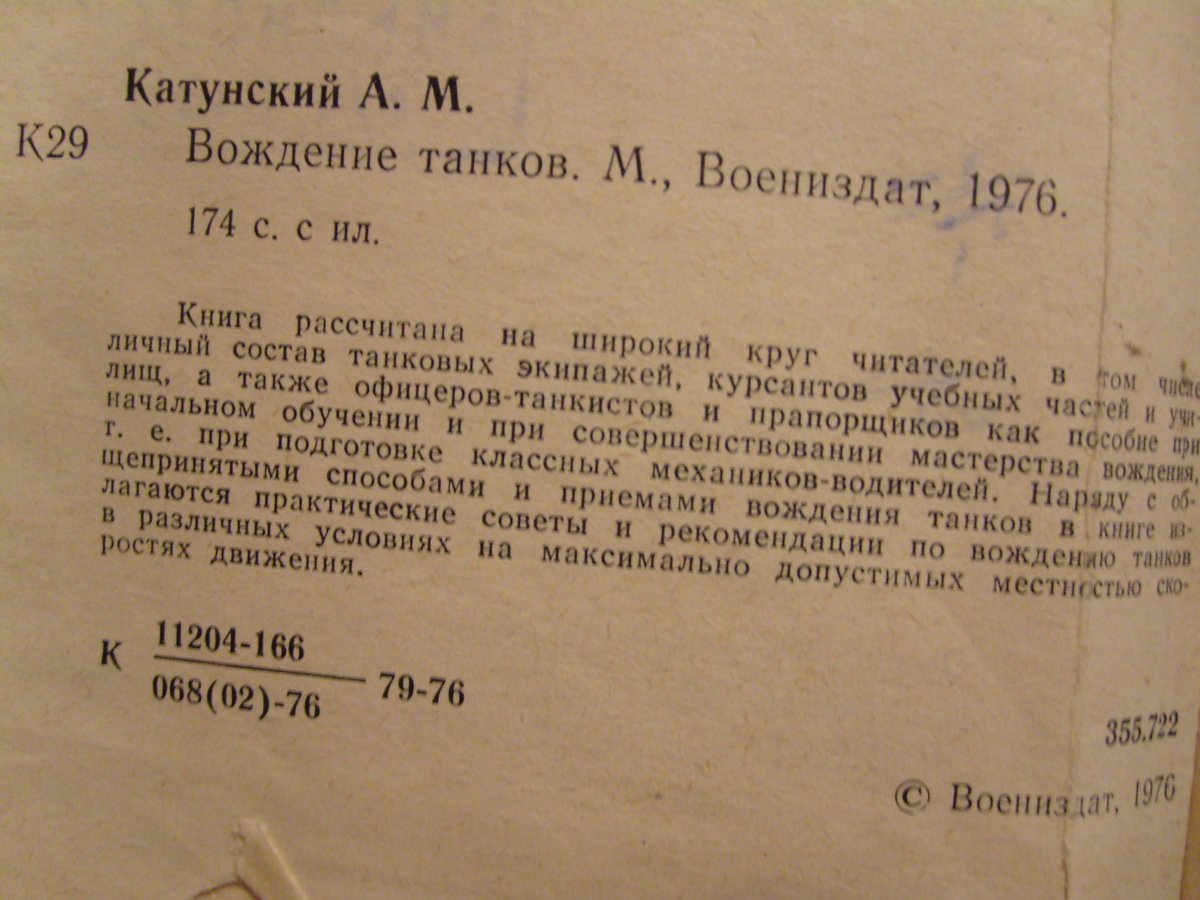 Катунский А. М.
К29 Вождение танков. М., Воениздат, 1976.
174 с. с ил.
Книга рассчитана на широкий круг читателей, в том числе
личный состав танковых экипажей, курсантов учебных частей и учи-
лищ, а также офицеров-танкистов и прапорщиков как пособие при
начальном обучении и при совершенствовании мастерства вождения,
т. е. при подготовке классных механиков-водителей. Наряду с об-
щепринятыми способами и приемами вождения танков в книге из-
лагаются практические советы и рекомендации по вождению танков
в различных условиях на максимально допустимых местностью ско-
ростях движения.
К 11204-166
068(02)-76 79-76
355.722
© Воениздат, 1976